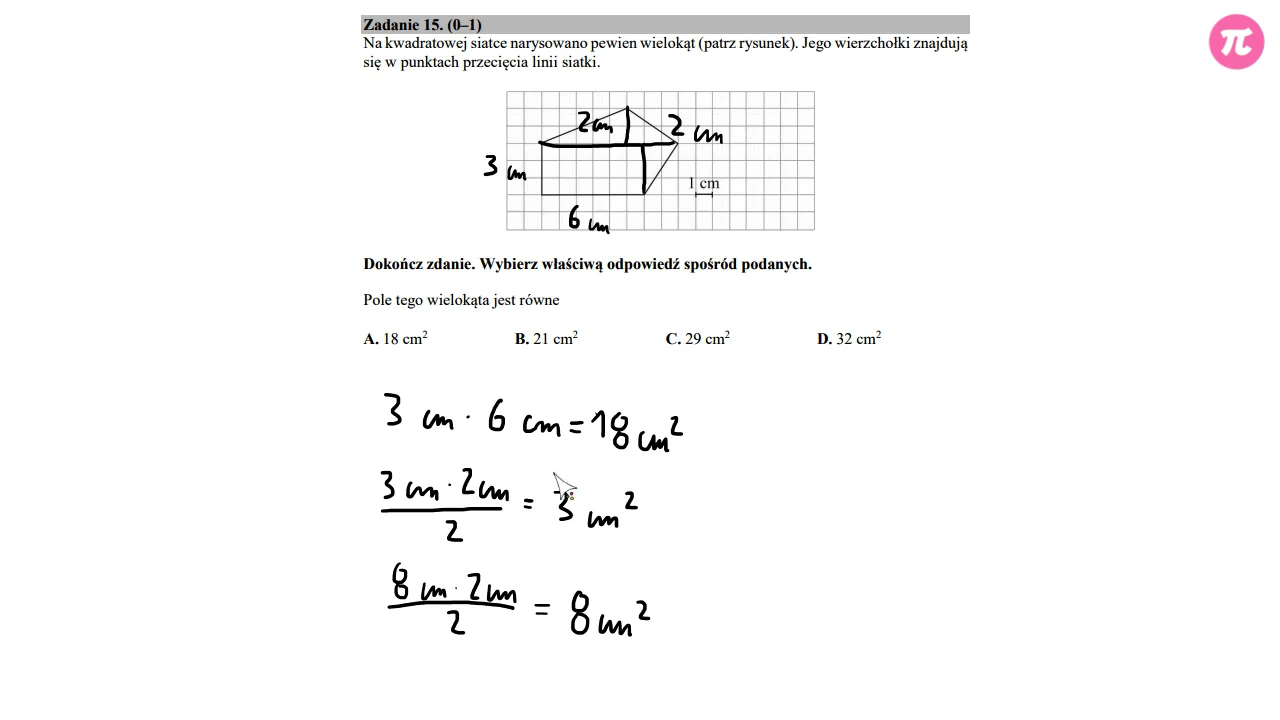 Zadanie 15. (0–1)
Na kwadratowej siatce narysowano pewien wielokąt (patrz rysunek). Jego wierzchołki znajdują
się w punktach przecięcia linii siatki.
2 cm
2 cm
3 cm
1 cm
6 cm
Dokończ zdanie. Wybierz właściwą odpowiedź spośród podanych.
Pole tego wielokąta jest równe
A. 18 cm² B. 21 cm² C. 29 cm² D. 32 cm²
3 cm · 6 cm = 18 cm²
3 cm · 2 cm
2
= 3 cm²
8 cm · 2 cm
2
= 8 cm²
π